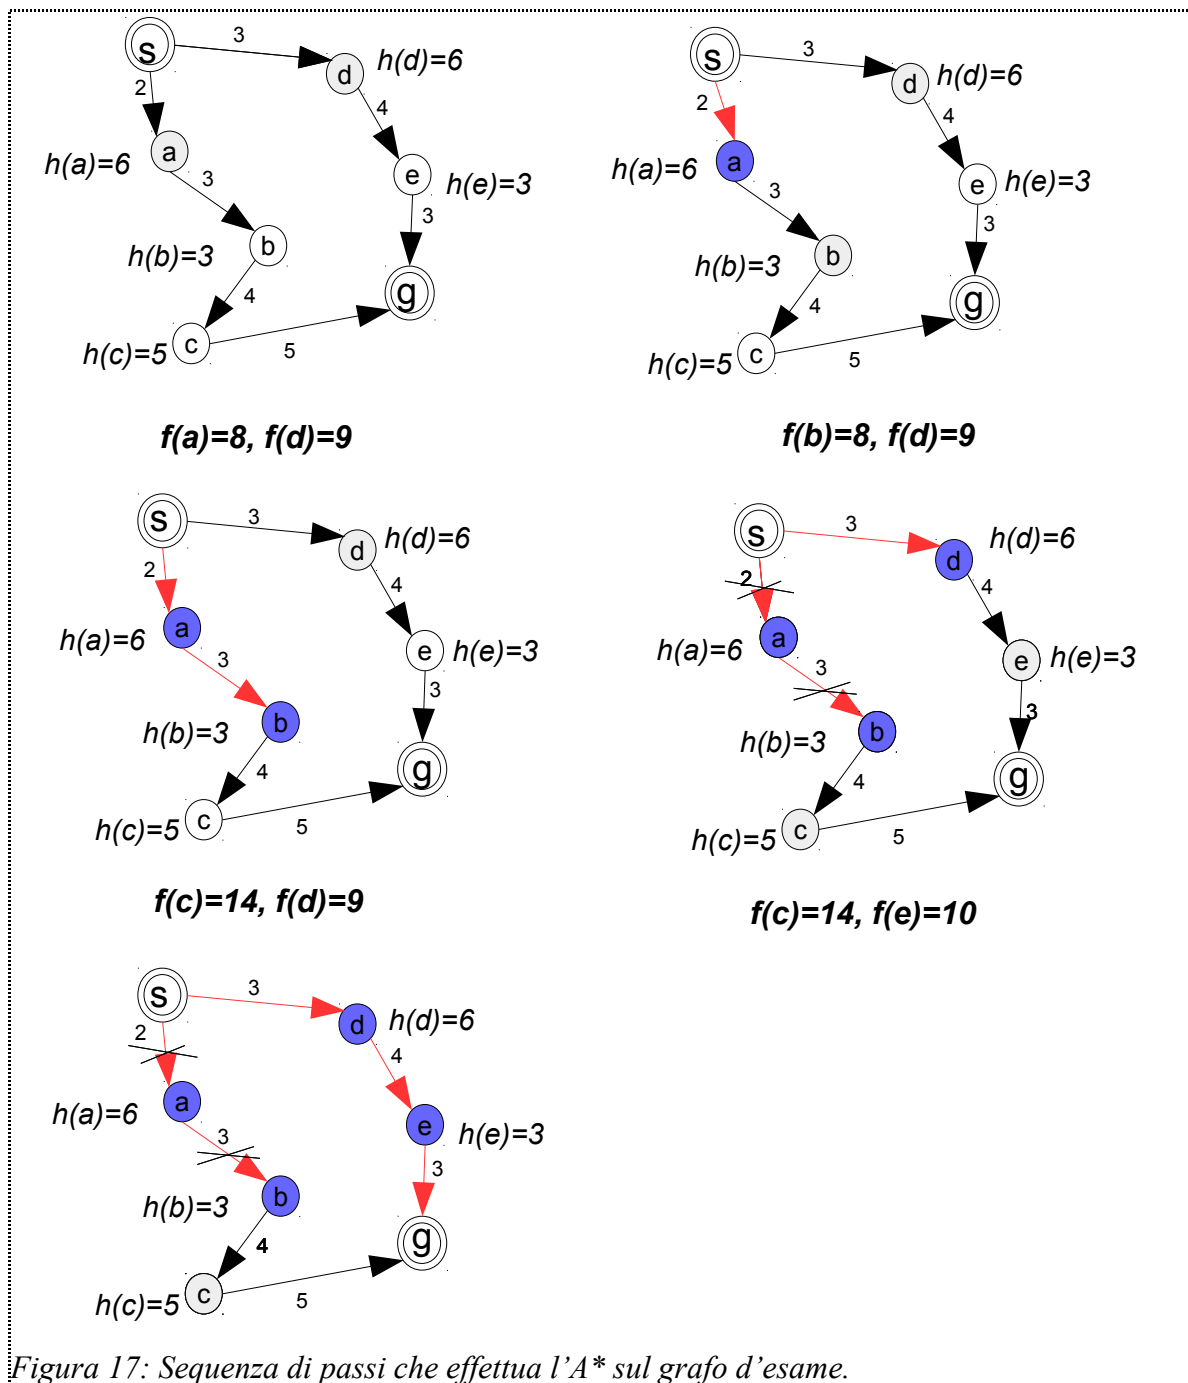 s
3
d
h(d)=6
2
4
a
h(a)=6
3
e
h(e)=3
3
b
h(b)=3
4
g
c
h(c)=5
5
f(a)=8, f(d)=9
s
3
d
h(d)=6
2
4
a
h(a)=6
3
e
h(e)=3
3
b
h(b)=3
4
g
c
h(c)=5
5
f(b)=8, f(d)=9
s
3
d
h(d)=6
2
4
a
h(a)=6
3
e
h(e)=3
3
b
h(b)=3
4
g
c
h(c)=5
5
f(c)=14, f(d)=9
s
3
d
h(d)=6
2
4
a
h(a)=6
3
e
h(e)=3
3
b
h(b)=3
4
g
c
h(c)=5
5
f(c)=14, f(e)=10
s
3
d
h(d)=6
2
4
a
h(a)=6
3
e
h(e)=3
3
b
h(b)=3
4
g
c
h(c)=5
5
Figura 17: Sequenza di passi che effettua l'A* sul grafo d'esame.